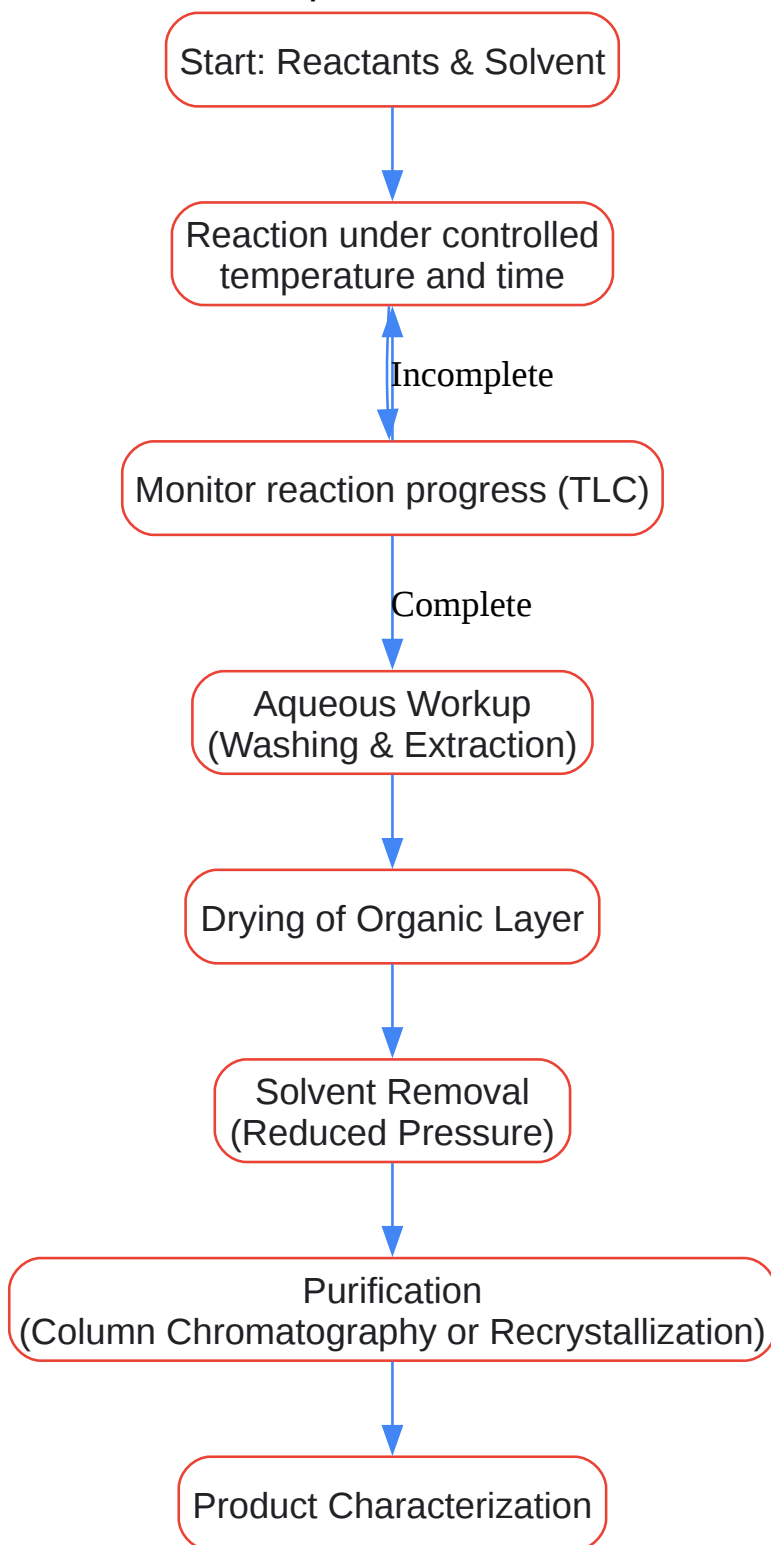 Start: Reactants & Solvent
Reaction under controlled
temperature and time
Incomplete
Monitor reaction progress (TLC)
Complete
Aqueous Workup
(Washing & Extraction)
Drying of Organic Layer
Solvent Removal
(Reduced Pressure)
Purification
(Column Chromatography or Recrystallization)
Product Characterization